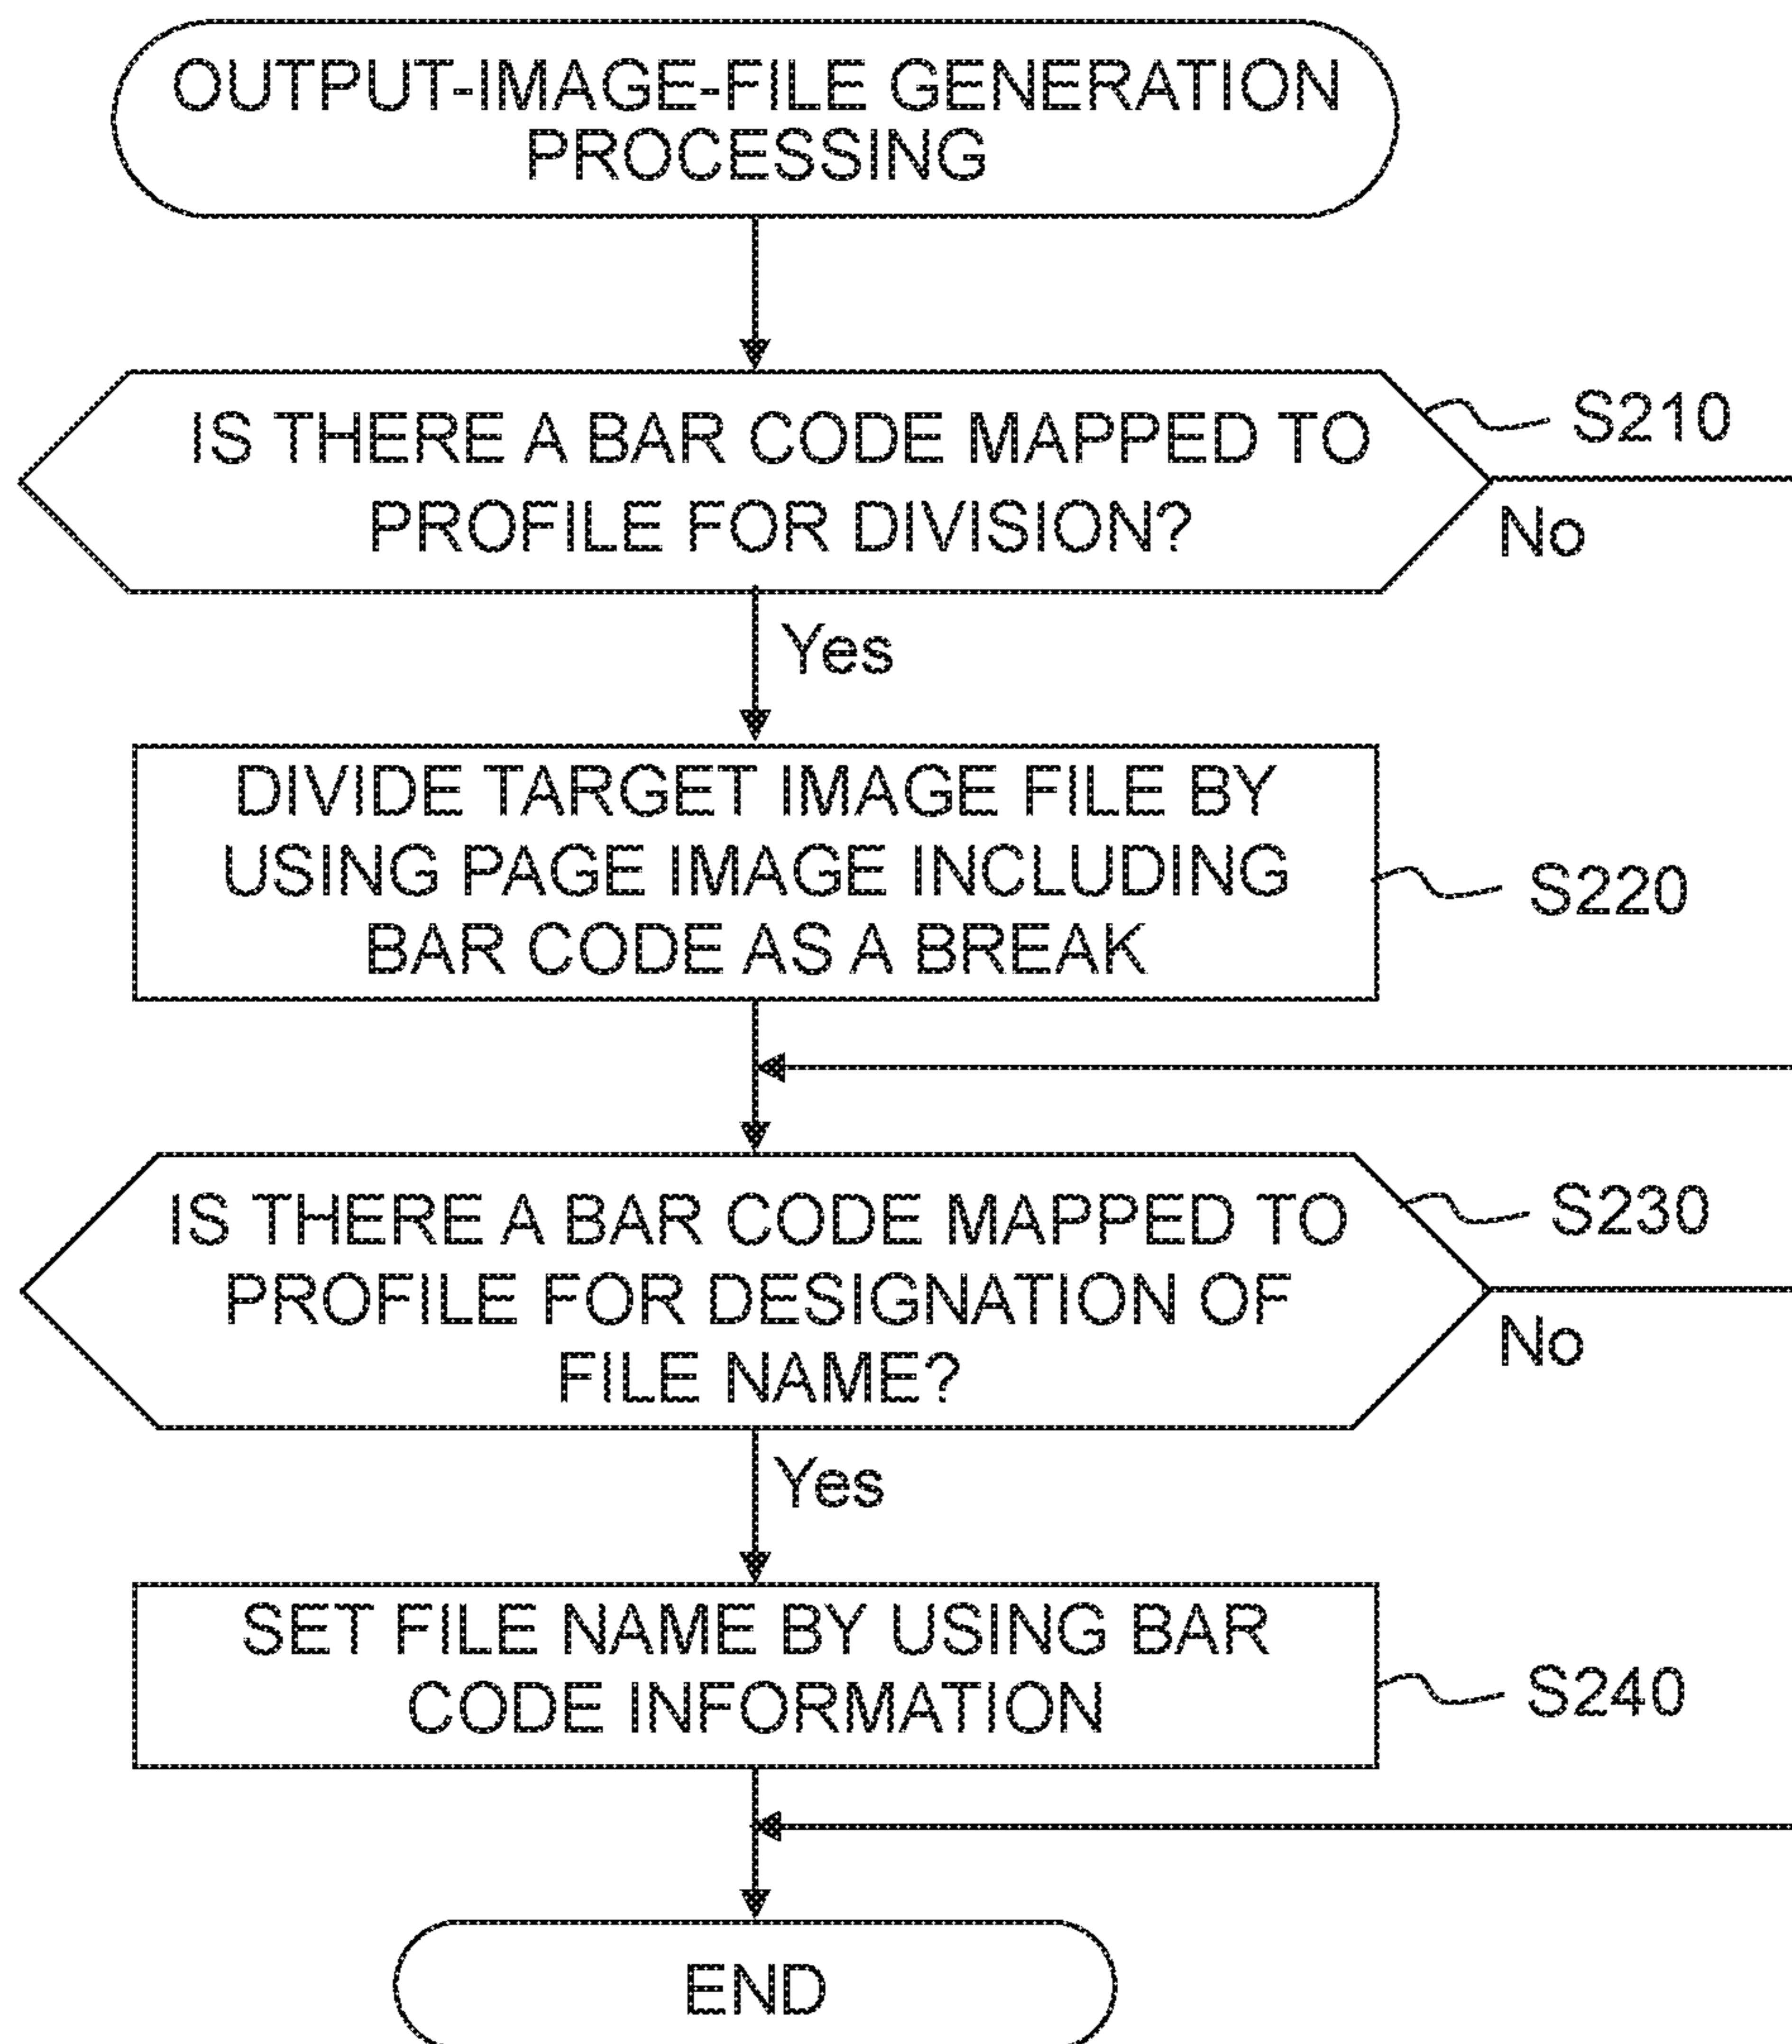 OUTPUT-IMAGE-FILE GENERATION
PROCESSING
IS THERE A BAR CODE MAPPED TO
PROFILE FOR DIVISION?
S210
No
Yes
DIVIDE TARGET IMAGE FILE BY
USING PAGE IMAGE INCLUDING
BAR CODE AS A BREAK
S220
IS THERE A BAR CODE MAPPED TO
PROFILE FOR DESIGNATION OF
FILE NAME?
S230
No
Yes
SET FILE NAME BY USING BAR
CODE INFORMATION
S240
END